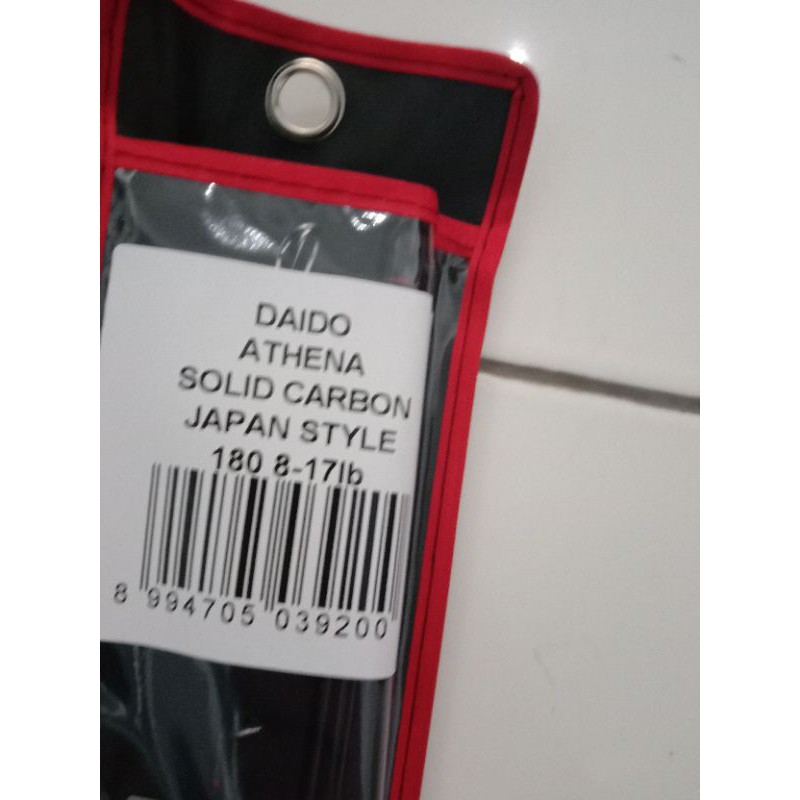 DAIDO
ATHENA
SOLID CARBON
JAPAN STYLE
180 8-17lb
8 994705 039200